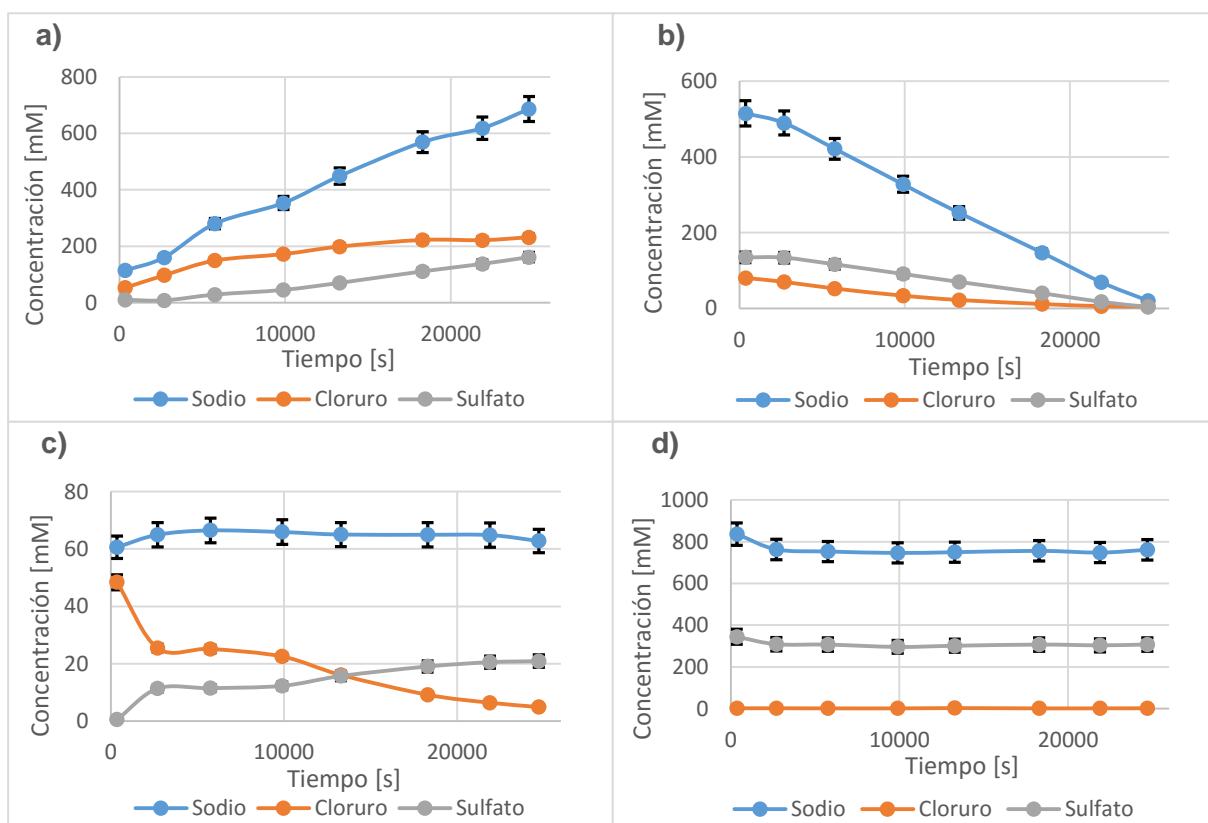 a)
Concentración [mM]
800
600
400
200
0
0 10000 20000
Tiempo [s]
Sodio Cloruro Sulfato
b)
Concentración [mM]
600
400
200
0
0 10000 20000
Tiempo [s]
Sodio Cloruro Sulfato
c)
Concentración [mM]
80
60
40
20
0
0 10000 20000
Tiempo [s]
Sodio Cloruro Sulfato
d)
Concentración [mM]
1000
800
600
400
200
0
0 10000 20000
Tiempo [s]
Sodio Cloruro Sulfato